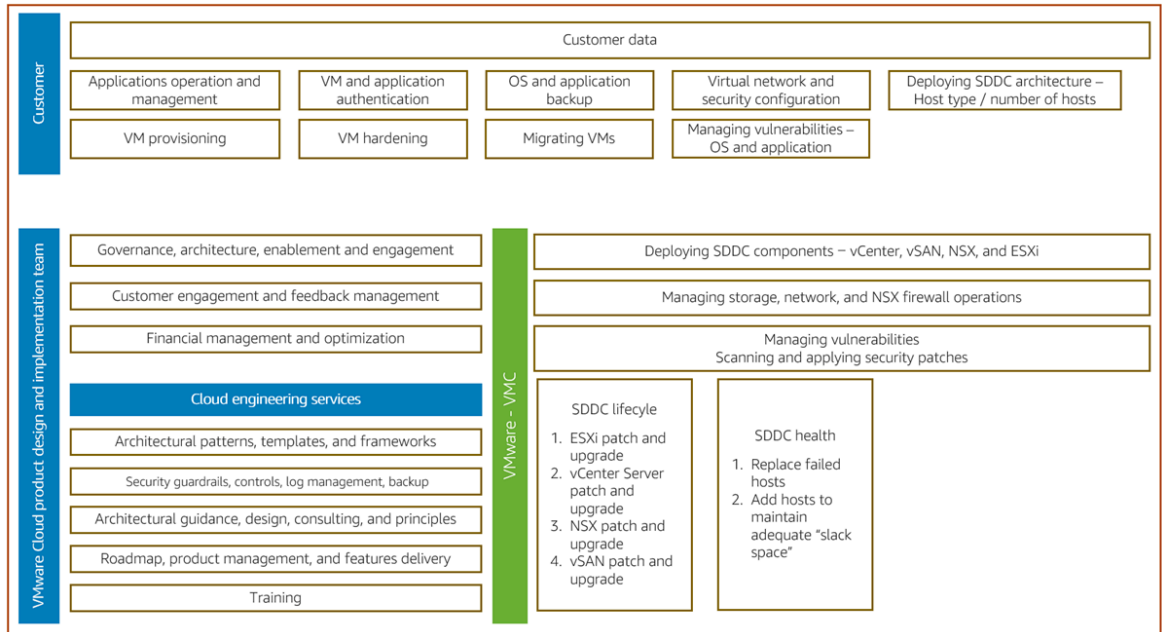 Customer
Customer data
Applications operation and
management
VM and application
authentication
OS and application
backup
Virtual network and
security configuration
Deploying SDDC architecture –
Host type / number of hosts
VM provisioning
VM hardening
Migrating VMs
Managing vulnerabilities –
OS and application
VMware Cloud product design and implementation team
Governance, architecture, enablement and engagement
Customer engagement and feedback management
Financial management and optimization
Cloud engineering services
Architectural patterns, templates, and frameworks
Security guardrails, controls, log management, backup
Architectural guidance, design, consulting, and principles
Roadmap, product management, and features delivery
Training
VMware - VMC
Deploying SDDC components – vCenter, vSAN, NSX, and ESXi
Managing storage, network, and NSX firewall operations
Managing vulnerabilities
Scanning and applying security patches
SDDC lifecyle
1. ESXi patch and
upgrade
2. vCenter Server
patch and
upgrade
3. NSX patch and
upgrade
4. vSAN patch and
upgrade
SDDC health
1. Replace failed
hosts
2. Add hosts to
maintain
adequate “slack
space”